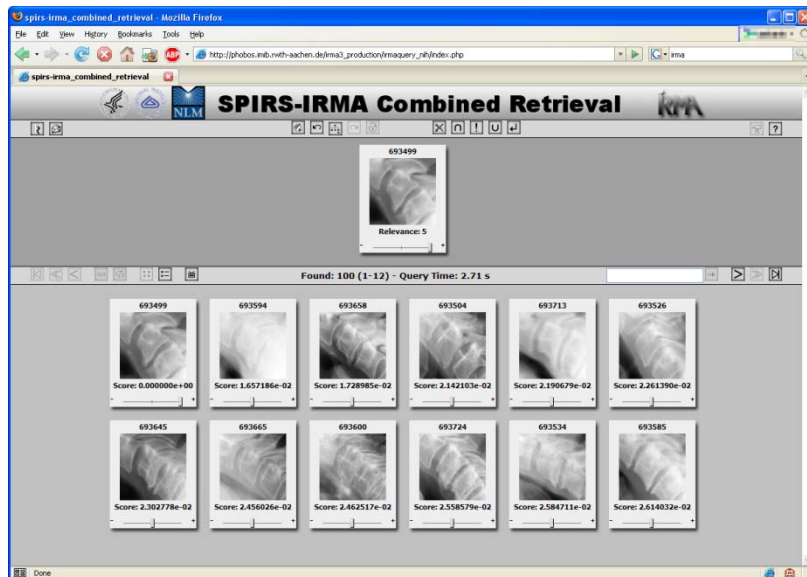 spirs-irma_combined_retrieval - Mozilla Firefox
File Edit View History Bookmarks Tools Help
ABP http://phobos.imib.rwth-aachen.de/irma3_production/irmaquery_nih/index.php irma
spirs-irma_combined_retrieval
NLM SPIRS-IRMA Combined Retrieval IRMA
?
693499
Relevance: 5
- +
Found: 100 (1-12) - Query Time: 2.71 s
693499 693594 693658 693504 693713 693526
Score: 0.000000e+00 Score: 1.657186e-02 Score: 1.728985e-02 Score: 2.142103e-02 Score: 2.190679e-02 Score: 2.261390e-02
- + - + - + - + - + - +
693645 693665 693600 693724 693534 693585
Score: 2.302778e-02 Score: 2.456026e-02 Score: 2.462517e-02 Score: 2.558579e-02 Score: 2.584711e-02 Score: 2.614032e-02
- + - + - + - + - + - +
Done